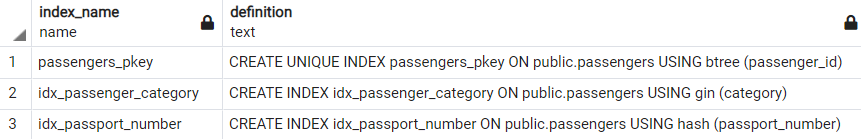 index_name definition
name text
1 passengers_pkey CREATE UNIQUE INDEX passengers_pkey ON public.passengers USING btree (passenger_id)
2 idx_passenger_category CREATE INDEX idx_passenger_category ON public.passengers USING gin (category)
3 idx_passport_number CREATE INDEX idx_passport_number ON public.passengers USING hash (passport_number)